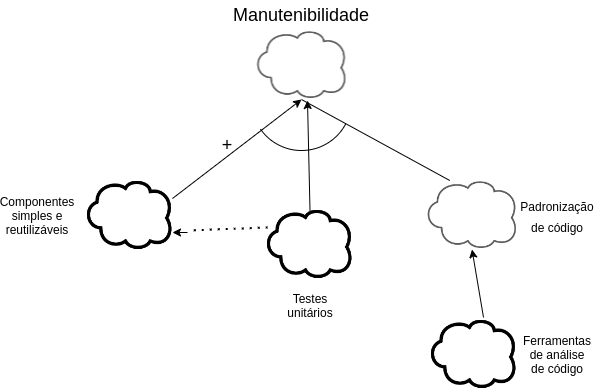 Manutenibilidade
+
Componentes
simples e
reutilizáveis
Padronização
de código
Testes
unitários
Ferramentas
de análise
de código